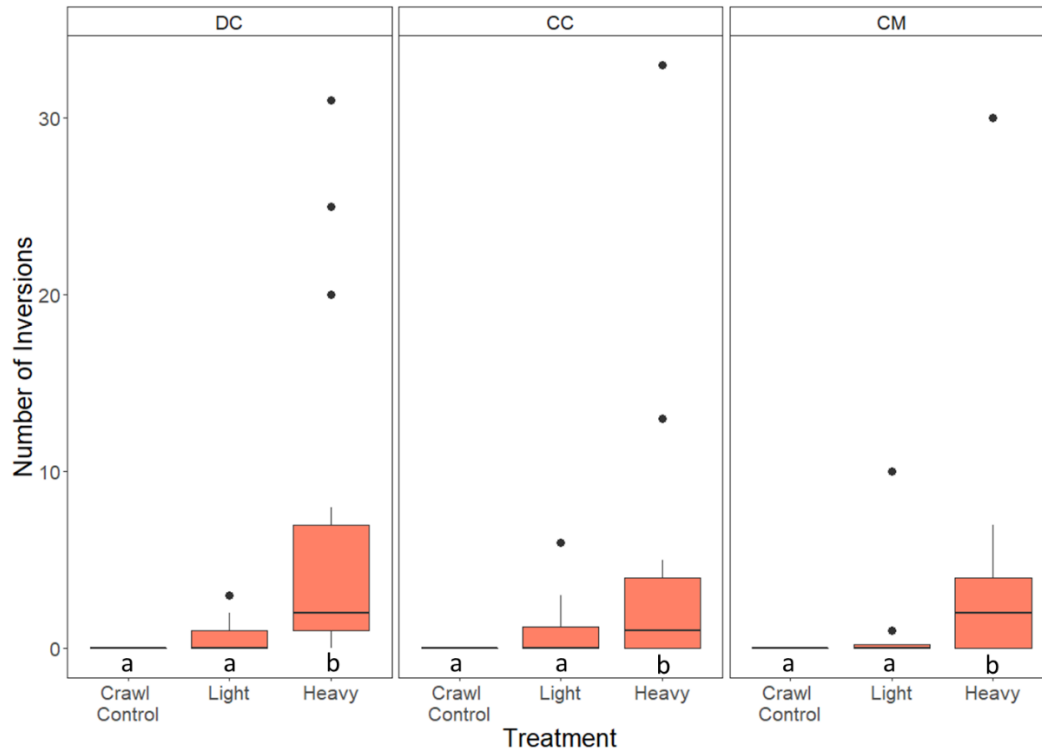 DC
CC
CM
Number of Inversions
30
20
10
0
a
a
b
a
a
b
a
a
b
Crawl
Control
Light
Heavy
Crawl
Control
Light
Heavy
Crawl
Control
Light
Heavy
Treatment